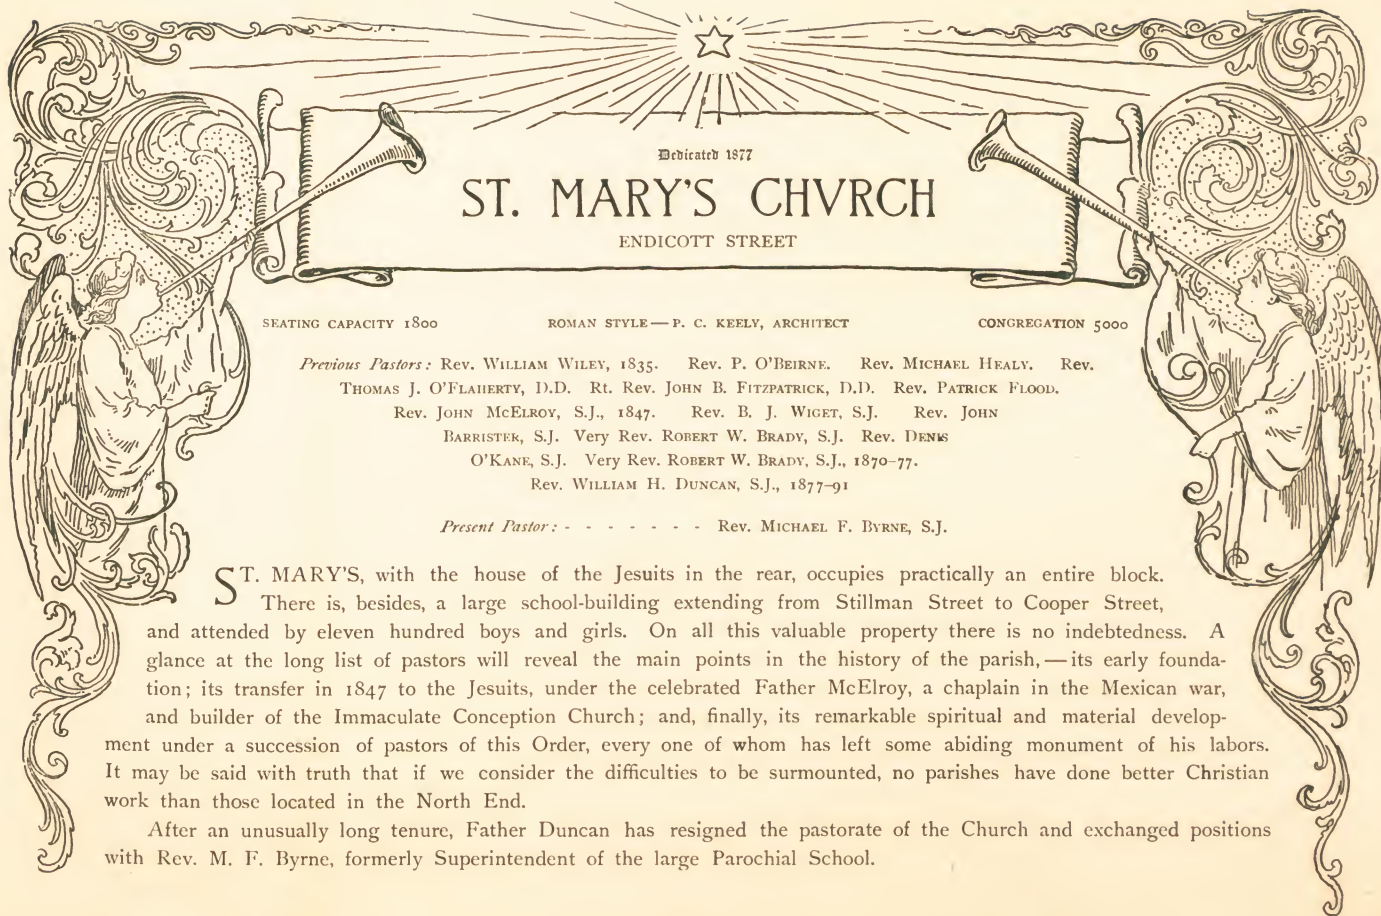 Dedicated 1877
ST. MARY'S CHVRCH
ENDICOTT STREET
SEATING CAPACITY 1800 ROMAN STYLE — P. C. KEELY, ARCHITECT CONGREGATION 5000
Previous Pastors: Rev. William Wiley, 1835. Rev. P. O'Beirne. Rev. Michael Healy. Rev.
Thomas J. O'Flaherty, D.D. Rt. Rev. John B. Fitzpatrick, D.D. Rev. Patrick Flood.
Rev. John McElroy, S.J., 1847. Rev. B. J. Wiget, S.J. Rev. John
Barrister, S.J. Very Rev. Robert W. Brady, S.J. Rev. Denis
O'Kane, S.J. Very Rev. Robert W. Brady, S.J., 1870-77.
Rev. William H. Duncan, S.J., 1877-91
Present Pastor: - - - - - - - Rev. Michael F. Byrne, S.J.
ST. MARY'S, with the house of the Jesuits in the rear, occupies practically an entire block.
There is, besides, a large school-building extending from Stillman Street to Cooper Street,
and attended by eleven hundred boys and girls. On all this valuable property there is no indebtedness. A
glance at the long list of pastors will reveal the main points in the history of the parish, — its early founda-
tion; its transfer in 1847 to the Jesuits, under the celebrated Father McElroy, a chaplain in the Mexican war,
and builder of the Immaculate Conception Church; and, finally, its remarkable spiritual and material develop-
ment under a succession of pastors of this Order, every one of whom has left some abiding monument of his labors.
It may be said with truth that if we consider the difficulties to be surmounted, no parishes have done better Christian
work than those located in the North End.
After an unusually long tenure, Father Duncan has resigned the pastorate of the Church and exchanged positions
with Rev. M. F. Byrne, formerly Superintendent of the large Parochial School.